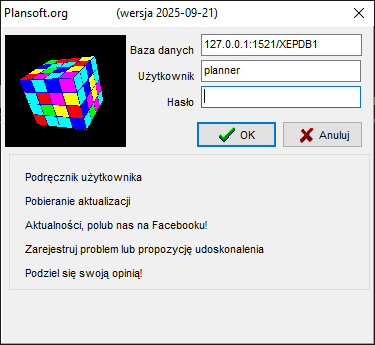 Plansoft.org (wersja 2025-09-21)
Baza danych 127.0.0.1:1521/XEPDB1
Użytkownik planner
Hasło
OK Anuluj
Podręcznik użytkownika
Pobieranie aktualizacji
Aktualności, polub nas na Facebooku!
Zarejestruj problem lub propozycję udoskonalenia
Podziel się swoją opinią!